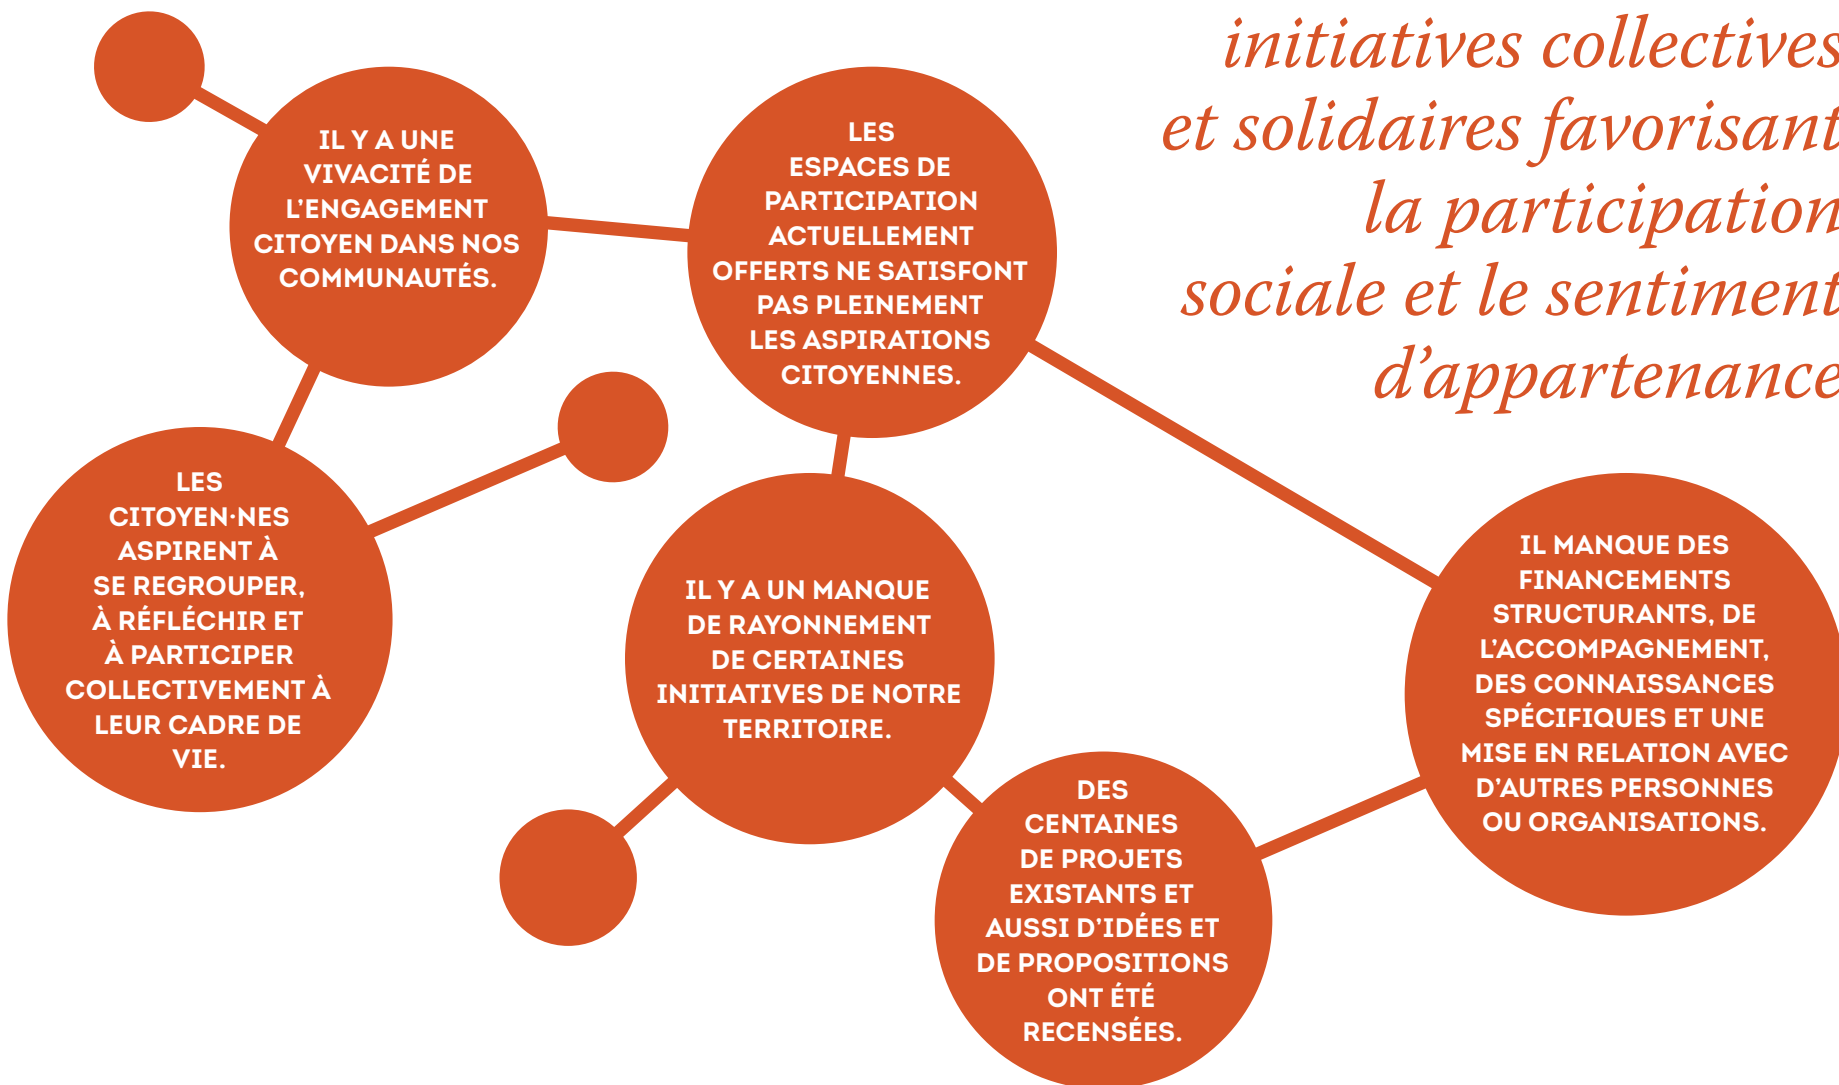 initiatives collectives
et solidaires favorisant
la participation
sociale et le sentiment
d’appartenance
IL Y A UNE
VIVACITÉ DE
L’ENGAGEMENT
CITOYEN DANS NOS
COMMUNAUTÉS.
LES
ESPACES DE
PARTICIPATION
ACTUELLEMENT
OFFERTS NE SATISFONT
PAS PLEINEMENT
LES ASPIRATIONS
CITOYENNES.
LES
CITOYEN·NES
ASPIRENT À
SE REGROUPER,
À RÉFLÉCHIR ET
À PARTICIPER
COLLECTIVEMENT À
LEUR CADRE DE
VIE.
IL Y A UN MANQUE
DE RAYONNEMENT
DE CERTAINES
INITIATIVES DE NOTRE
TERRITOIRE.
IL MANQUE DES
FINANCEMENTS
STRUCTURANTS, DE
L’ACCOMPAGNEMENT,
DES CONNAISSANCES
SPÉCIFIQUES ET UNE
MISE EN RELATION AVEC
D’AUTRES PERSONNES
OU ORGANISATIONS.
DES
CENTAINES
DE PROJETS
EXISTANTS ET
AUSSI D’IDÉES ET
DE PROPOSITIONS
ONT ÉTÉ
RECENSÉES.